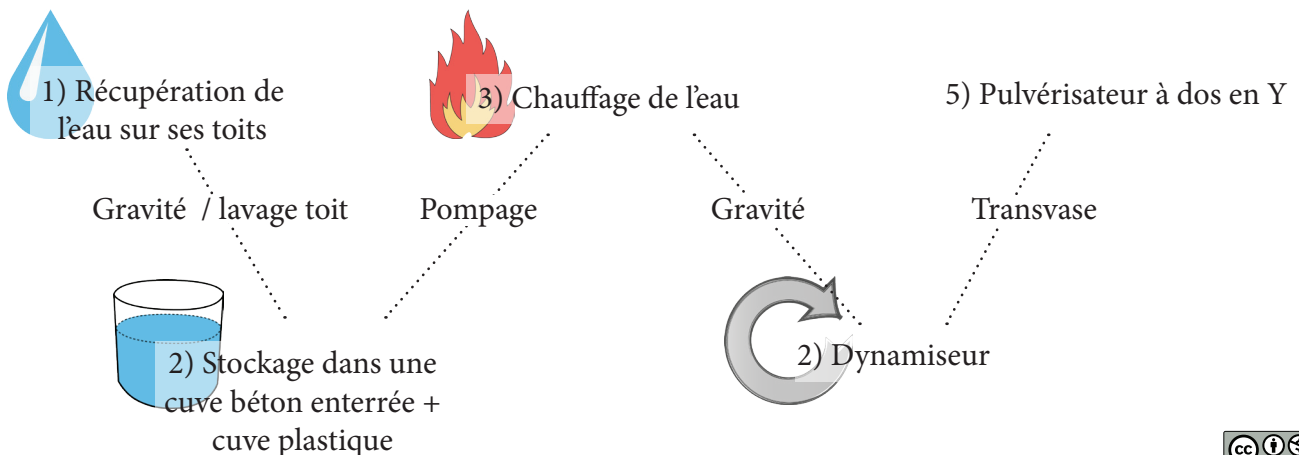 1) Récupération de
l’eau sur ses toits
Gravité / lavage toit
2) Stockage dans une
cuve béton enterrée +
cuve plastique
Pompage
3) Chauffage de l’eau
Gravité
2) Dynamiseur
Transvase
5) Pulvérisateur à dos en Y
cc